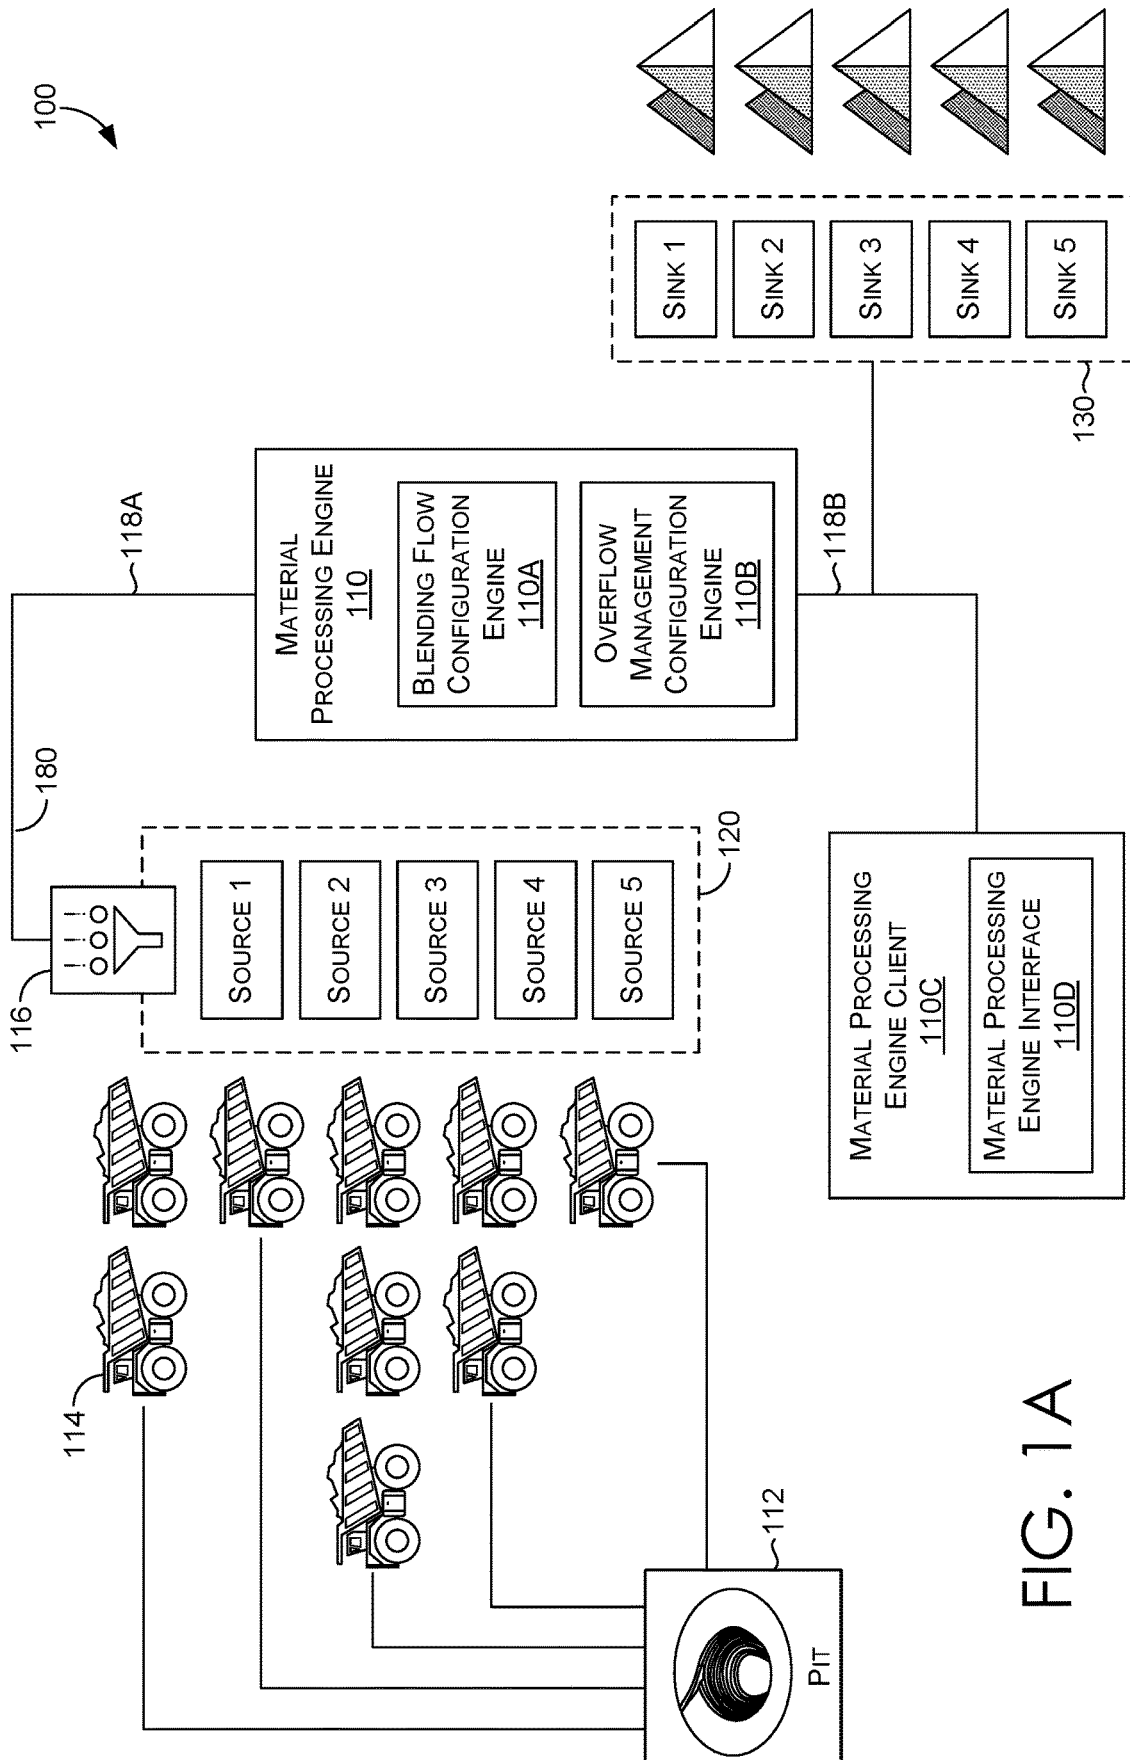 100
180
118A
116
SOURCE 1
SOURCE 2
SOURCE 3
SOURCE 4
SOURCE 5
120
114
112
PIT
MATERIAL
PROCESSING ENGINE
110
BLENDING FLOW
CONFIGURATION
ENGINE
110A
OVERFLOW
MANAGEMENT
CONFIGURATION
ENGINE
110B
118B
SINK 1
SINK 2
SINK 3
SINK 4
SINK 5
130
MATERIAL PROCESSING
ENGINE CLIENT
110C
MATERIAL PROCESSING
ENGINE INTERFACE
110D
FIG. 1A